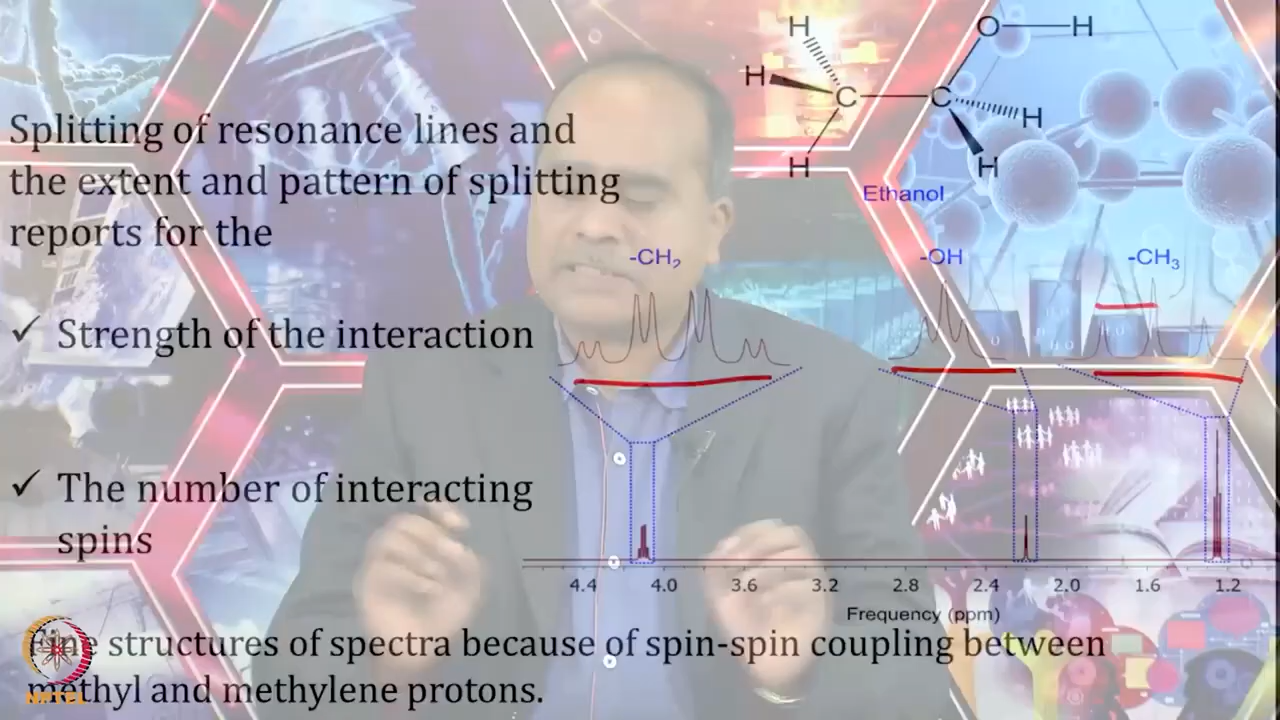 Splitting of resonance lines and
the extent and pattern of splitting
reports for the
✓ Strength of the interaction
✓ The number of interacting
spins
H
O H
H
C C
H
H
H
Ethanol
-CH₂ -OH -CH₃
4.4 4.0 3.6 3.2 2.8 2.4 2.0 1.6 1.2
Frequency (ppm)
Fine structures of spectra because of spin-spin coupling between
methyl and methylene protons.
NPTEL